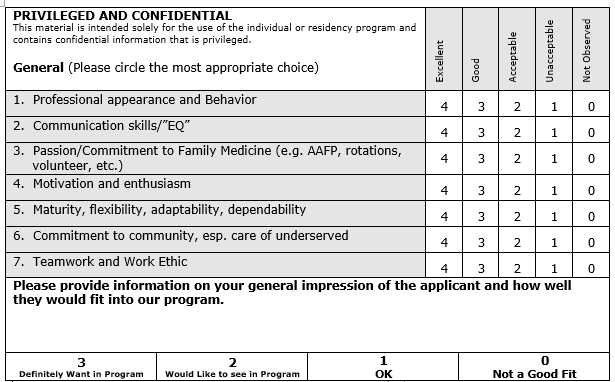 PRIVILEGED AND CONFIDENTIAL
This material is intended solely for the use of the individual or residency program and
contains confidential information that is privileged.
General (Please circle the most appropriate choice)
Excellent
Good
Acceptable
Unacceptable
Not Observed
1. Professional appearance and Behavior 4 3 2 1 0
2. Communication skills/"EQ" 4 3 2 1 0
3. Passion/Commitment to Family Medicine (e.g. AAFP, rotations,
volunteer, etc.) 4 3 2 1 0
4. Motivation and enthusiasm 4 3 2 1 0
5. Maturity, flexibility, adaptability, dependability 4 3 2 1 0
6. Commitment to community, esp. care of underserved 4 3 2 1 0
7. Teamwork and Work Ethic 4 3 2 1 0
Please provide information on your general impression of the applicant and how well
they would fit into our program.
3 2 1 0
Definitely Want in Program Would Like to see in Program OK Not a Good Fit